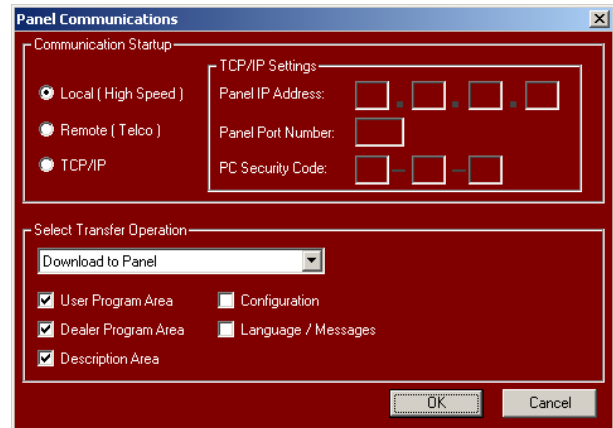 Panel Communications
Communication Startup
TCP/IP Settings
Local ( High Speed )
Panel IP Address:
Remote ( Telco )
Panel Port Number:
TCP/IP
PC Security Code:
Select Transfer Operation
Download to Panel
User Program Area
Configuration
Dealer Program Area
Language / Messages
Description Area
OK
Cancel